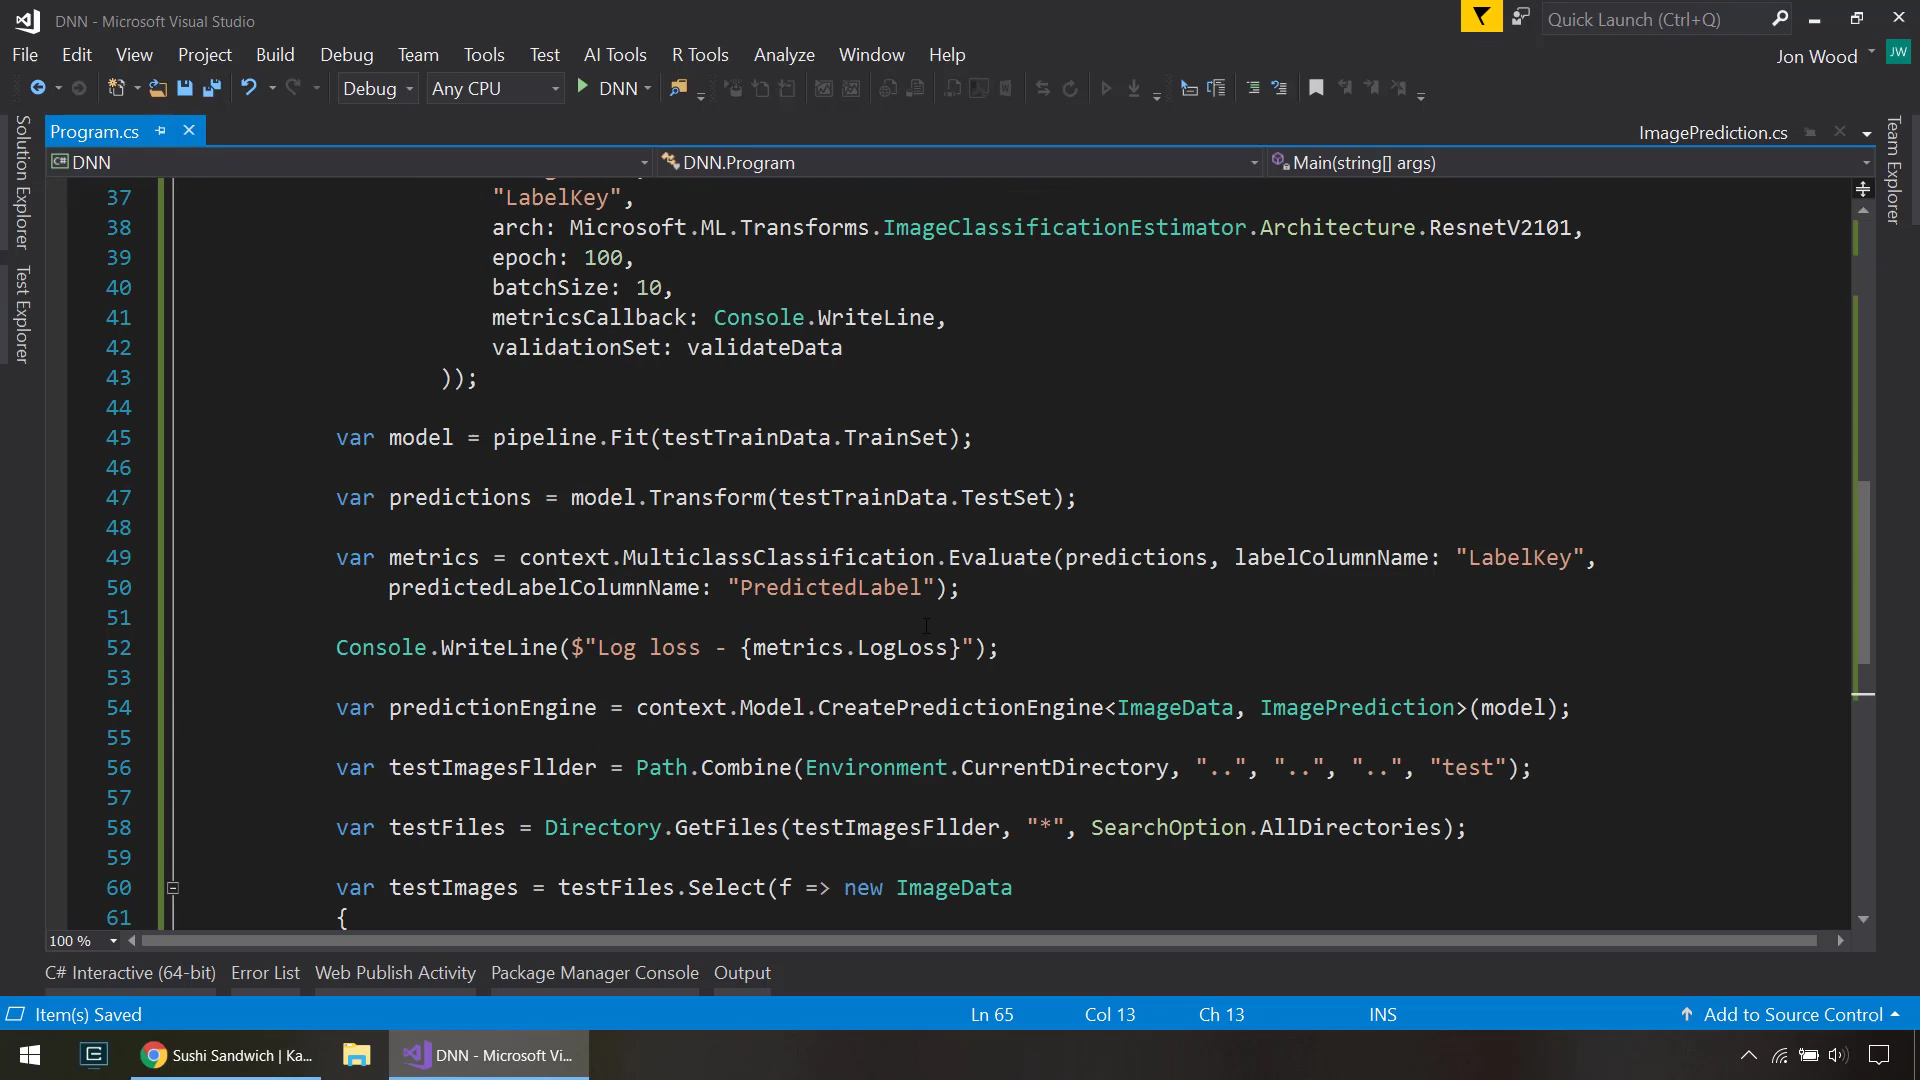 DNN - Microsoft Visual Studio
Quick Launch (Ctrl+Q)
File Edit View Project Build Debug Team Tools Test AI Tools R Tools Analyze Window Help
Jon Wood JW
Debug Any CPU DNN
Solution Explorer
Test Explorer
Team Explorer
Program.cs ImagePrediction.cs
C# DNN DNN.Program Main(string[] args)
37 "LabelKey",
38 arch: Microsoft.ML.Transforms.ImageClassificationEstimator.Architecture.ResnetV2101,
39 epoch: 100,
40 batchSize: 10,
41 metricsCallback: Console.WriteLine,
42 validationSet: validateData
43 ));
44
45 var model = pipeline.Fit(testTrainData.TrainSet);
46
47 var predictions = model.Transform(testTrainData.TestSet);
48
49 var metrics = context.MulticlassClassification.Evaluate(predictions, labelColumnName: "LabelKey",
50 predictedLabelColumnName: "PredictedLabel");
51
52 Console.WriteLine($"Log loss - {metrics.LogLoss}");
53
54 var predictionEngine = context.Model.CreatePredictionEngine<ImageData, ImagePrediction>(model);
55
56 var testImagesFllder = Path.Combine(Environment.CurrentDirectory, "..", "..", "..", "test");
57
58 var testFiles = Directory.GetFiles(testImagesFllder, "*", SearchOption.AllDirectories);
59
60 var testImages = testFiles.Select(f => new ImageData
61 {
100 %
C# Interactive (64-bit) Error List Web Publish Activity Package Manager Console Output
Item(s) Saved Ln 65 Col 13 Ch 13 INS Add to Source Control
Sushi Sandwich | Ka... DNN - Microsoft Vi...